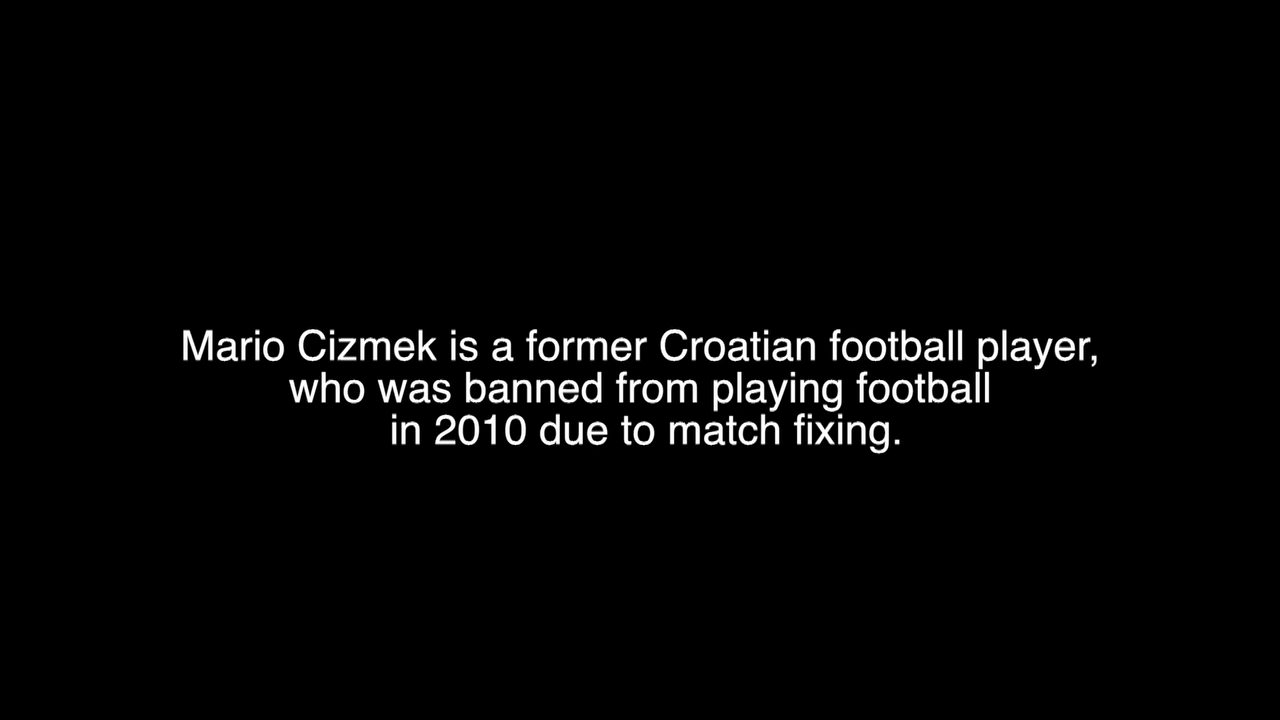 Mario Cizmek is a former Croatian football player,
who was banned from playing football
in 2010 due to match fixing.